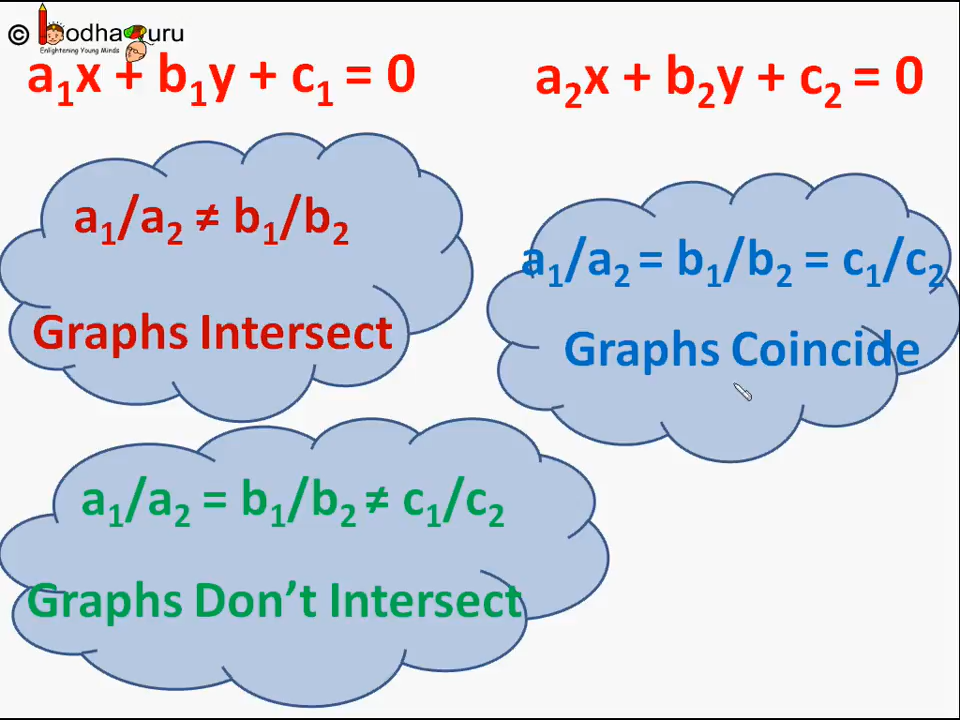 © BodhaGuru
Enlightening Young Minds
a₁x + b₁y + c₁ = 0
a₂x + b₂y + c₂ = 0
a₁/a₂ ≠ b₁/b₂
Graphs Intersect
a₁/a₂ = b₁/b₂ = c₁/c₂
Graphs Coincide
a₁/a₂ = b₁/b₂ ≠ c₁/c₂
Graphs Don’t Intersect